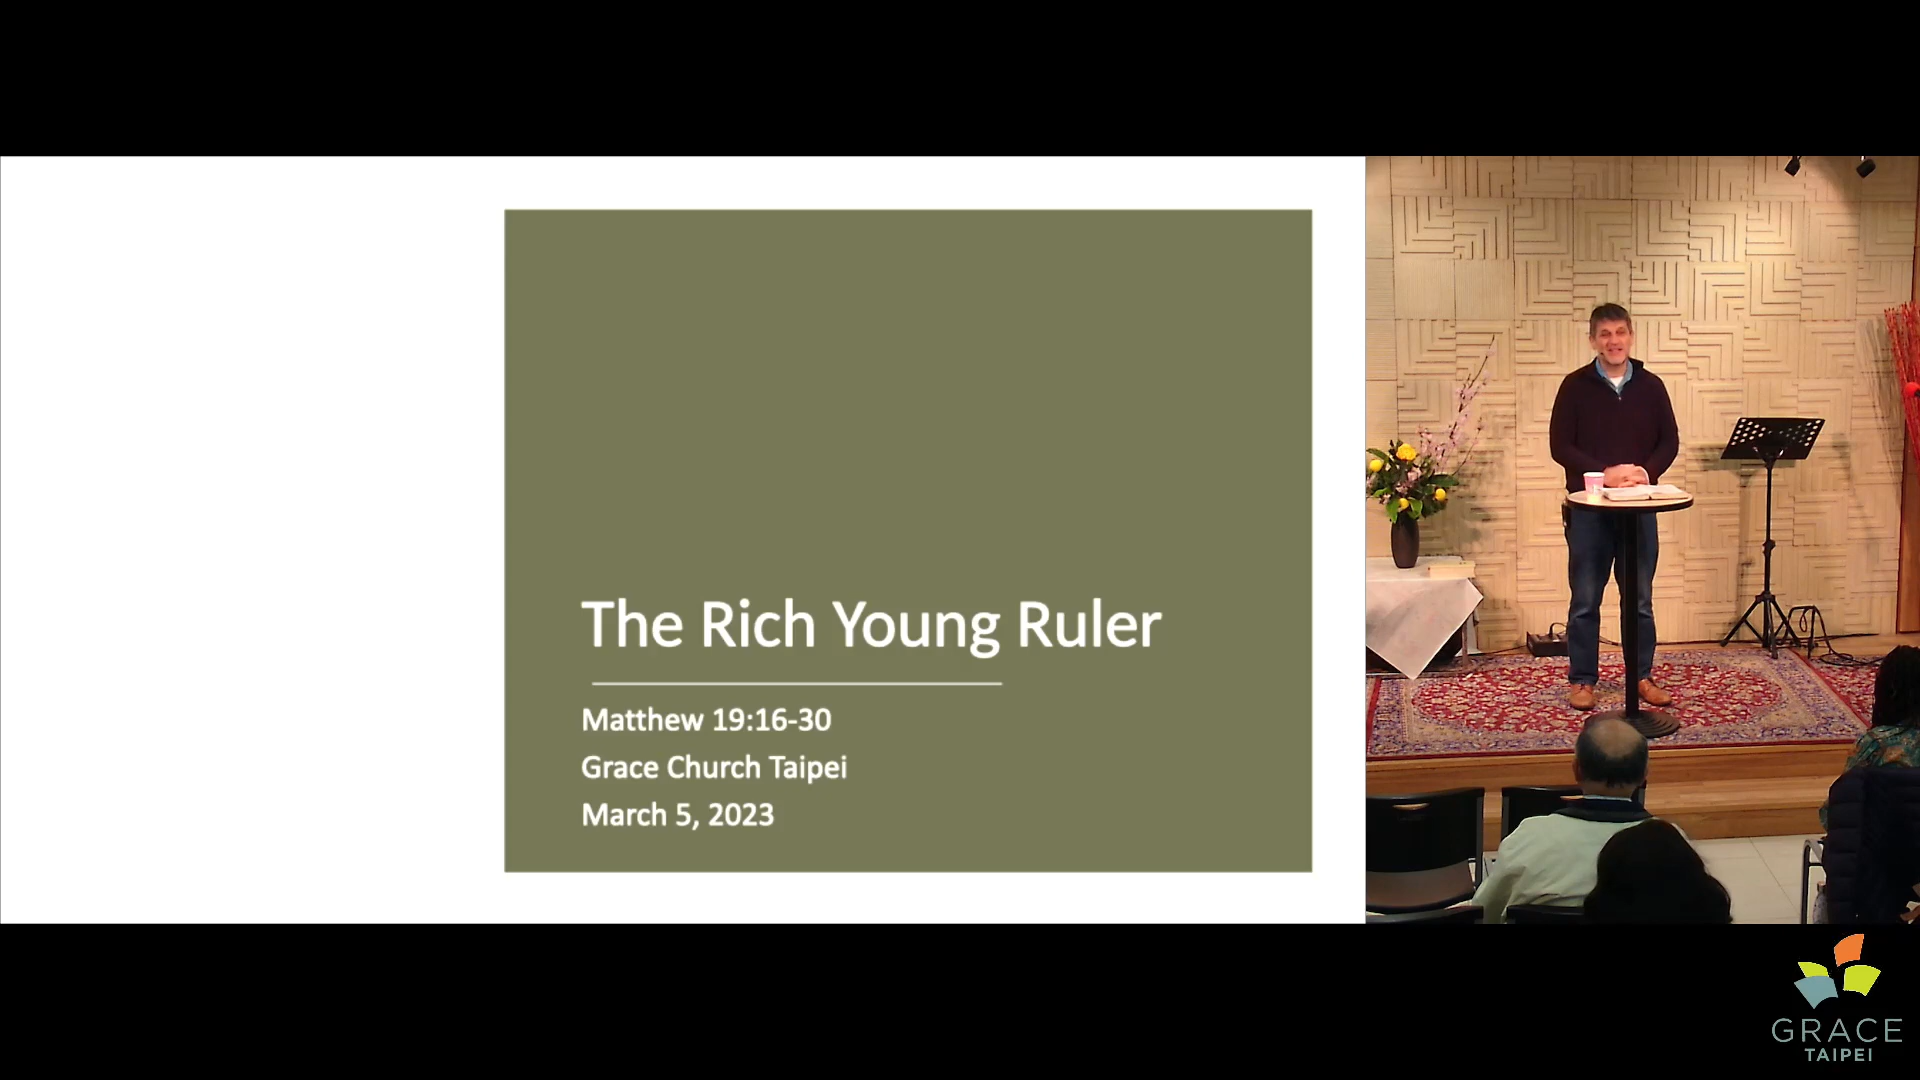 The Rich Young Ruler
Matthew 19:16-30
Grace Church Taipei
March 5, 2023
GRACE
TAIPEI